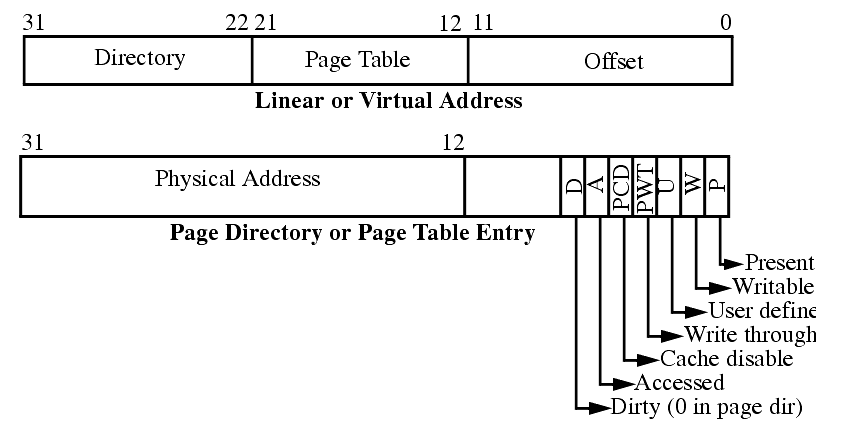 31 22 21 12 11 0
Directory Page Table Offset
Linear or Virtual Address
31 12
Physical Address D A PCD PWT U W P
Page Directory or Page Table Entry
Present
Writable
User define
Write through
Cache disable
Accessed
Dirty (0 in page dir)